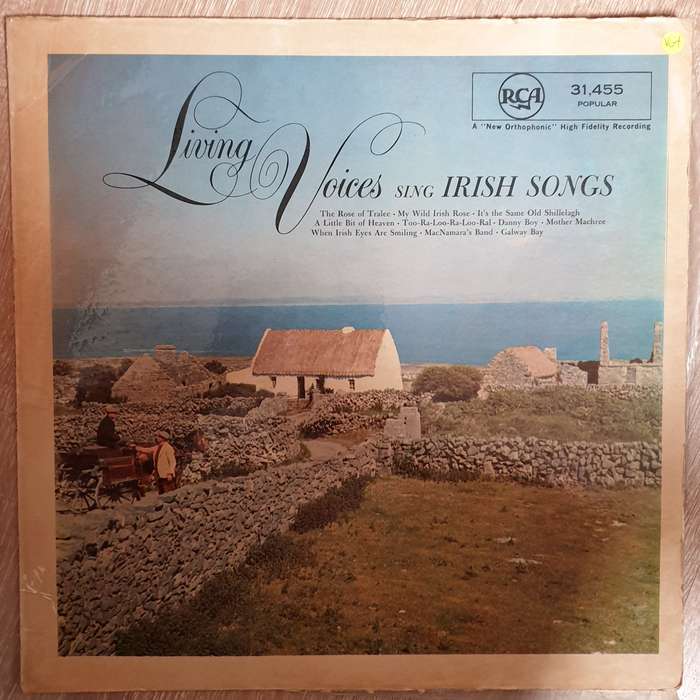 VG+
RCA
31,455
POPULAR
A "New Orthophonic" High Fidelity Recording
Living Voices SING IRISH SONGS
The Rose of Tralee • My Wild Irish Rose • It's the Same Old Shillelagh
A Little Bit of Heaven • Too-Ra-Loo-Ra-Loo-Ral • Danny Boy • Mother Machree
When Irish Eyes Are Smiling • MacNamara's Band • Galway Bay